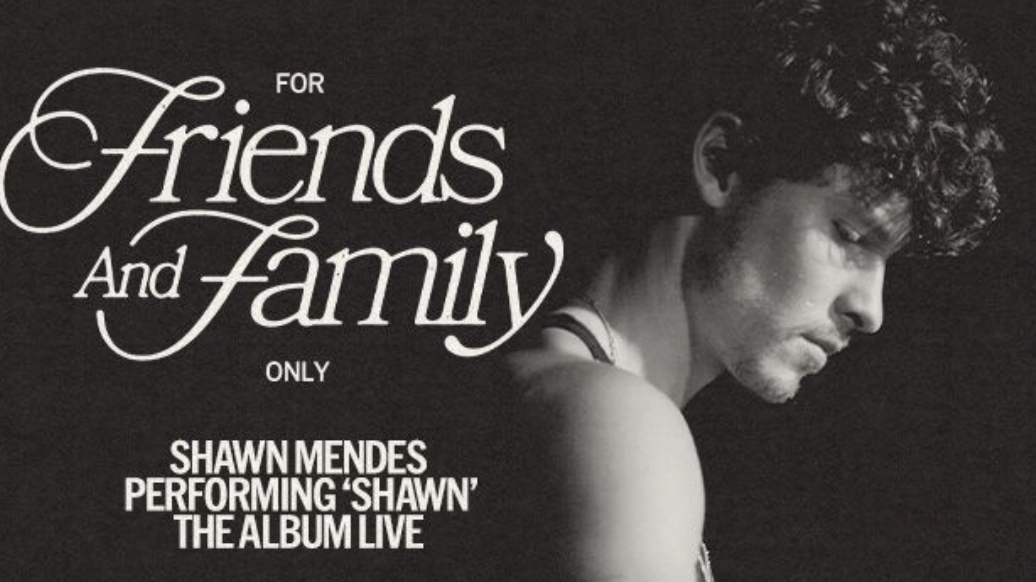 FOR
Friends
And Family
ONLY
SHAWN MENDES
PERFORMING ‘SHAWN’
THE ALBUM LIVE